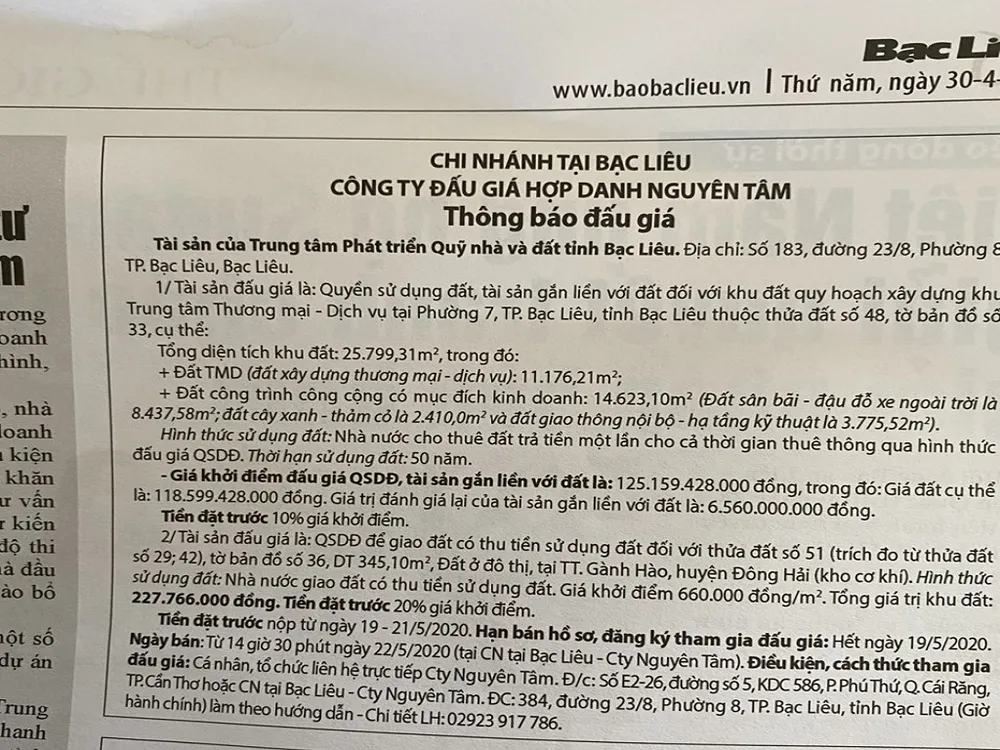 Bạc Li
www.baobaclieu.vn | Thứ năm, ngày 30-4-
CHI NHÁNH TẠI BẠC LIÊU
CÔNG TY ĐẤU GIÁ HỢP DANH NGUYÊN TÂM
Thông báo đấu giá
Tài sản của Trung tâm Phát triển Quỹ nhà và đất tỉnh Bạc Liêu. Địa chỉ: Số 183, đường 23/8, Phường 8
TP. Bạc Liêu, Bạc Liêu.
1/ Tài sản đấu giá là: Quyền sử dụng đất, tài sản gắn liền với đất đối với khu đất quy hoạch xây dựng khu
Trung tâm Thương mại - Dịch vụ tại Phường 7, TP. Bạc Liêu, tỉnh Bạc Liêu thuộc thửa đất số 48, tờ bản đồ số
33, cụ thể:
Tổng diện tích khu đất: 25.799,31m², trong đó:
+ Đất TMD (đất xây dựng thương mại - dịch vụ): 11.176,21m²;
+ Đất công trình công cộng có mục đích kinh doanh: 14.623,10m² (Đất sân bãi - đậu đỗ xe ngoài trời là
8.437,58m²; đất cây xanh - thảm cỏ là 2.410,0m² và đất giao thông nội bộ - hạ tầng kỹ thuật là 3.775,52m²).
Hình thức sử dụng đất: Nhà nước cho thuê đất trả tiền một lần cho cả thời gian thuê thông qua hình thức
đấu giá QSDĐ. Thời hạn sử dụng đất: 50 năm.
- Giá khởi điểm đấu giá QSDĐ, tài sản gắn liền với đất là: 125.159.428.000 đồng, trong đó: Giá đất cụ thể
là: 118.599.428.000 đồng. Giá trị đánh giá lại của tài sản gắn liền với đất là: 6.560.000.000 đồng.
Tiền đặt trước 10% giá khởi điểm.
2/ Tài sản đấu giá là: QSDĐ để giao đất có thu tiền sử dụng đất đối với thửa đất số 51 (trích đo từ thửa đất
số 29; 42), tờ bản đồ số 36, DT 345,10m², Đất ở đô thị, tại TT. Gành Hào, huyện Đông Hải (kho cơ khí). Hình thức
sử dụng đất: Nhà nước giao đất có thu tiền sử dụng đất. Giá khởi điểm 660.000 đồng/m². Tổng giá trị khu đất:
227.766.000 đồng. Tiền đặt trước 20% giá khởi điểm.
Tiền đặt trước nộp từ ngày 19 - 21/5/2020. Hạn bán hồ sơ, đăng ký tham gia đấu giá: Hết ngày 19/5/2020.
Ngày bán: Từ 14 giờ 30 phút ngày 22/5/2020 (tại CN tại Bạc Liêu - Cty Nguyên Tâm). Điều kiện, cách thức tham gia
đấu giá: Cá nhân, tổ chức liên hệ trực tiếp Cty Nguyên Tâm. Đ/c: Số E2-26, đường số 5, KDC 586, P. Phú Thứ, Q. Cái Răng,
TP. Cần Thơ hoặc CN tại Bạc Liêu - Cty Nguyên Tâm. ĐC: 384, đường 23/8, Phường 8, TP. Bạc Liêu, tỉnh Bạc Liêu (Giờ
hành chính) làm theo hướng dẫn - Chi tiết LH: 02923 917 786.
rong
oanh
hình,
, nhà
loanh
kiện
khăn
ư vấn
kiến
độ thi
hà đầu
ào bồ
một số
dự án
Trung
hanh